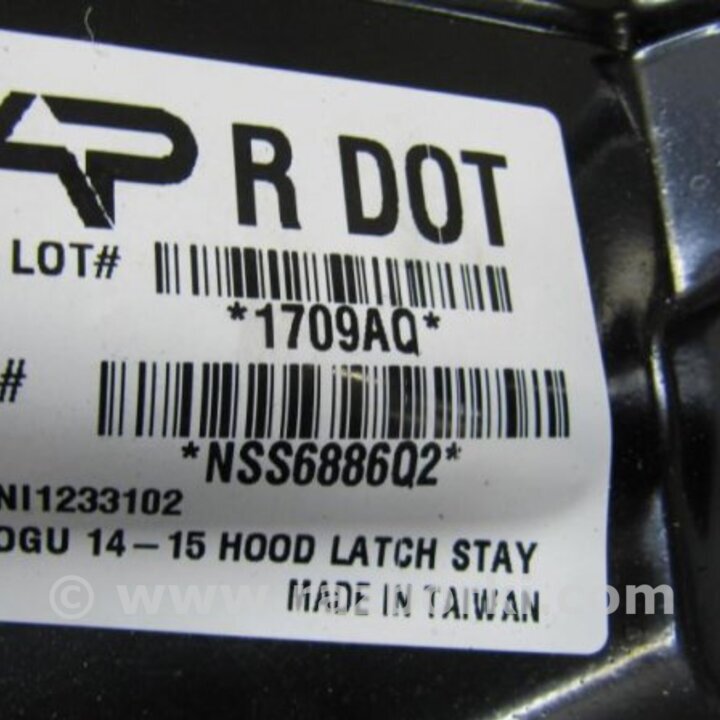 AP R DOT
LOT#
*1709AQ*
#
*NSS6886Q2*
NI1233102
OGU 14-15 HOOD LATCH STAY
MADE IN TAIWAN